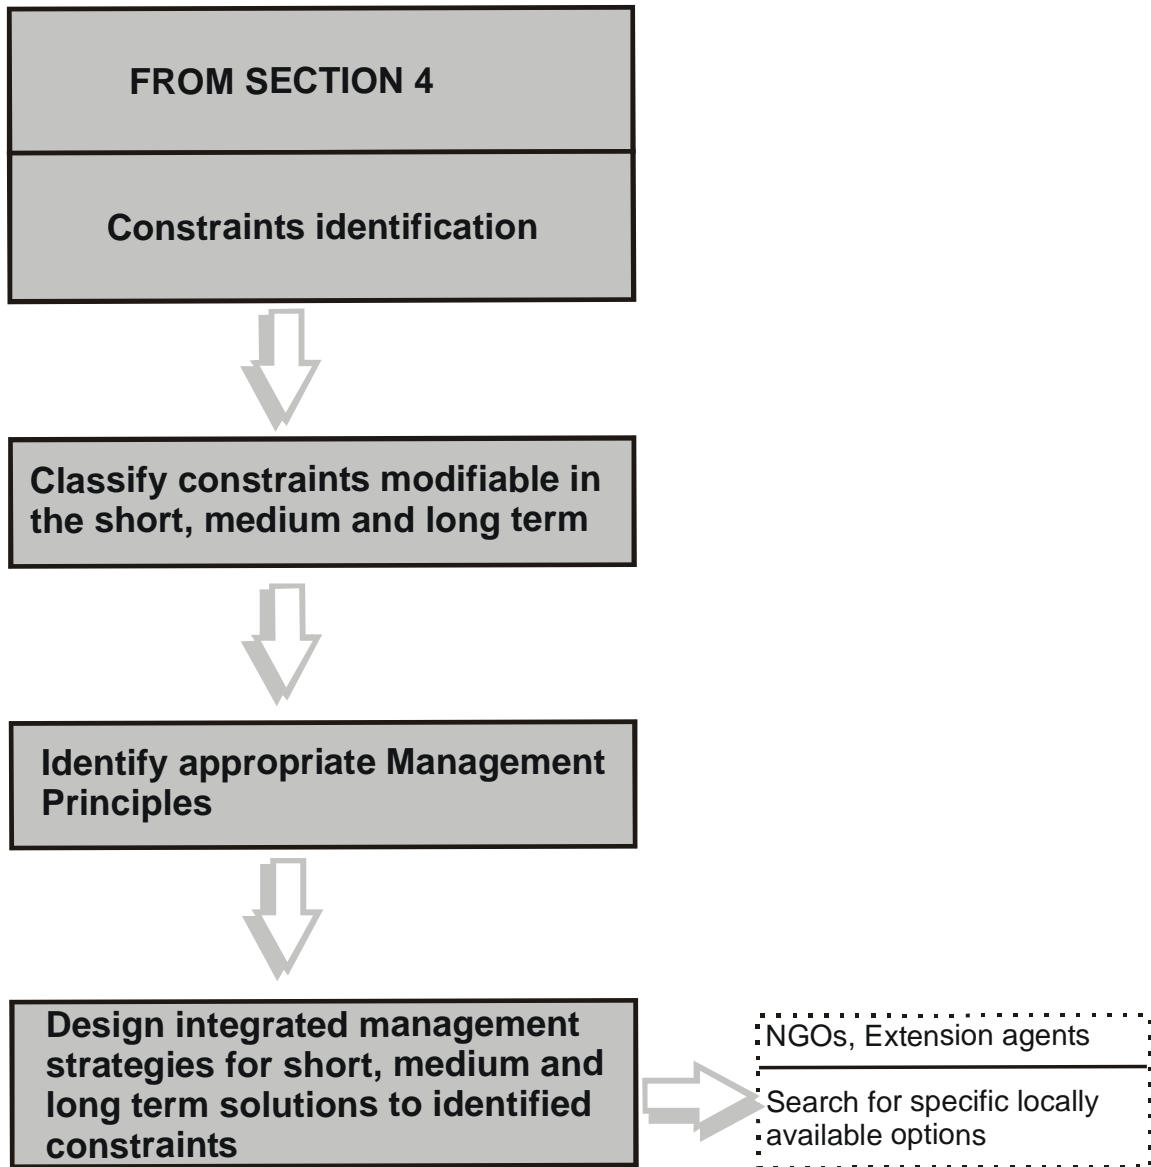 FROM SECTION 4
Constraints identification
Classify constraints modifiable in
the short, medium and long term
Identify appropriate Management
Principles
Design integrated management
strategies for short, medium and
long term solutions to identified
constraints
NGOs, Extension agents
Search for specific locally
available options